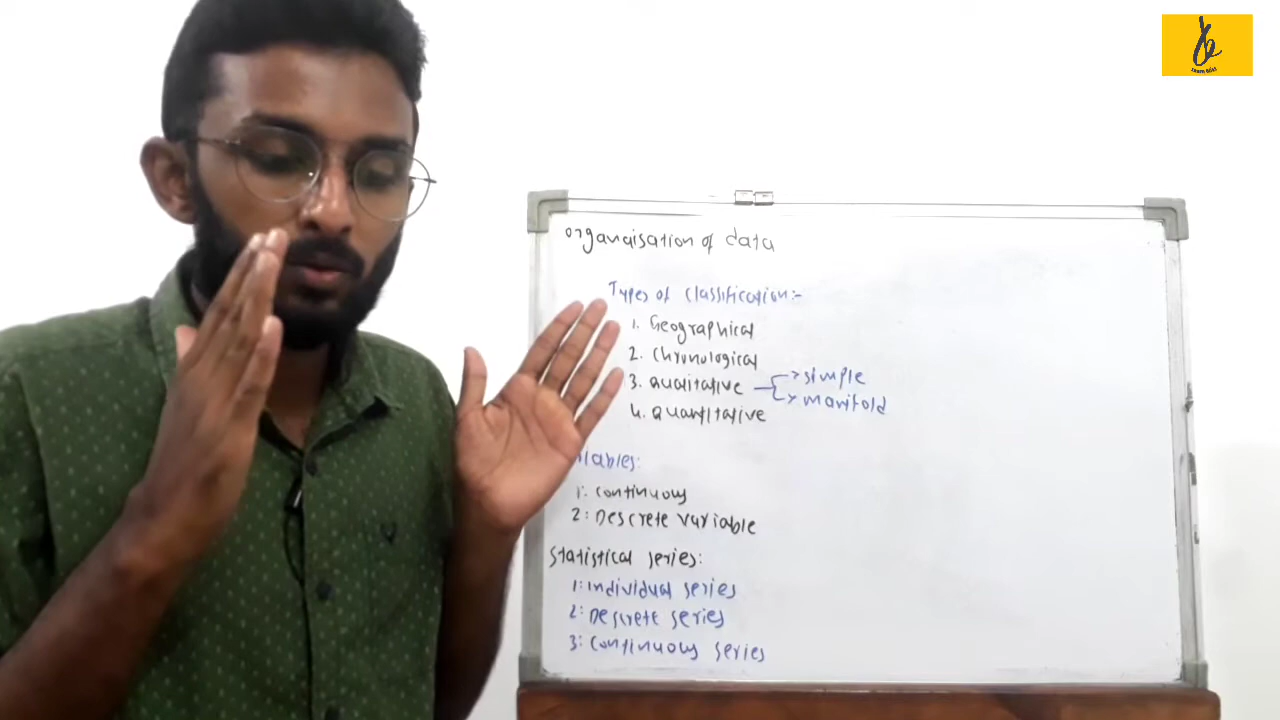 organaisation of data
Types of classification:-
1. Geographical
2. Chronological
3. Qualitative → simple
→ manifold
4. Quantitative
iables:
1: continuous
2: Descrete variable
Statistical series:
1: individual series
2: Descrete series
3: Continuous series